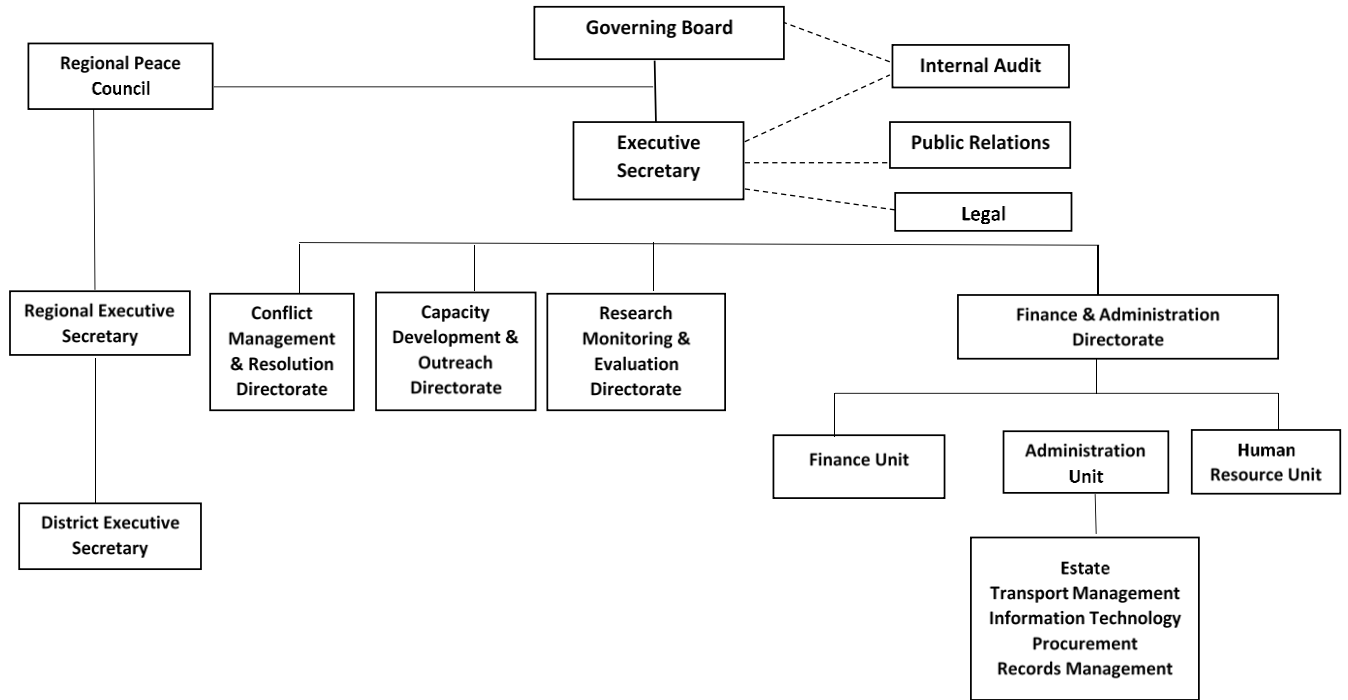 Governing Board
Regional Peace
Council
Internal Audit
Executive
Secretary
Public Relations
Legal
Regional Executive
Secretary
Conflict
Management
& Resolution
Directorate
Capacity
Development &
Outreach
Directorate
Research
Monitoring &
Evaluation
Directorate
Finance & Administration
Directorate
Finance Unit
Administration
Unit
Human
Resource Unit
District Executive
Secretary
Estate
Transport Management
Information Technology
Procurement
Records Management